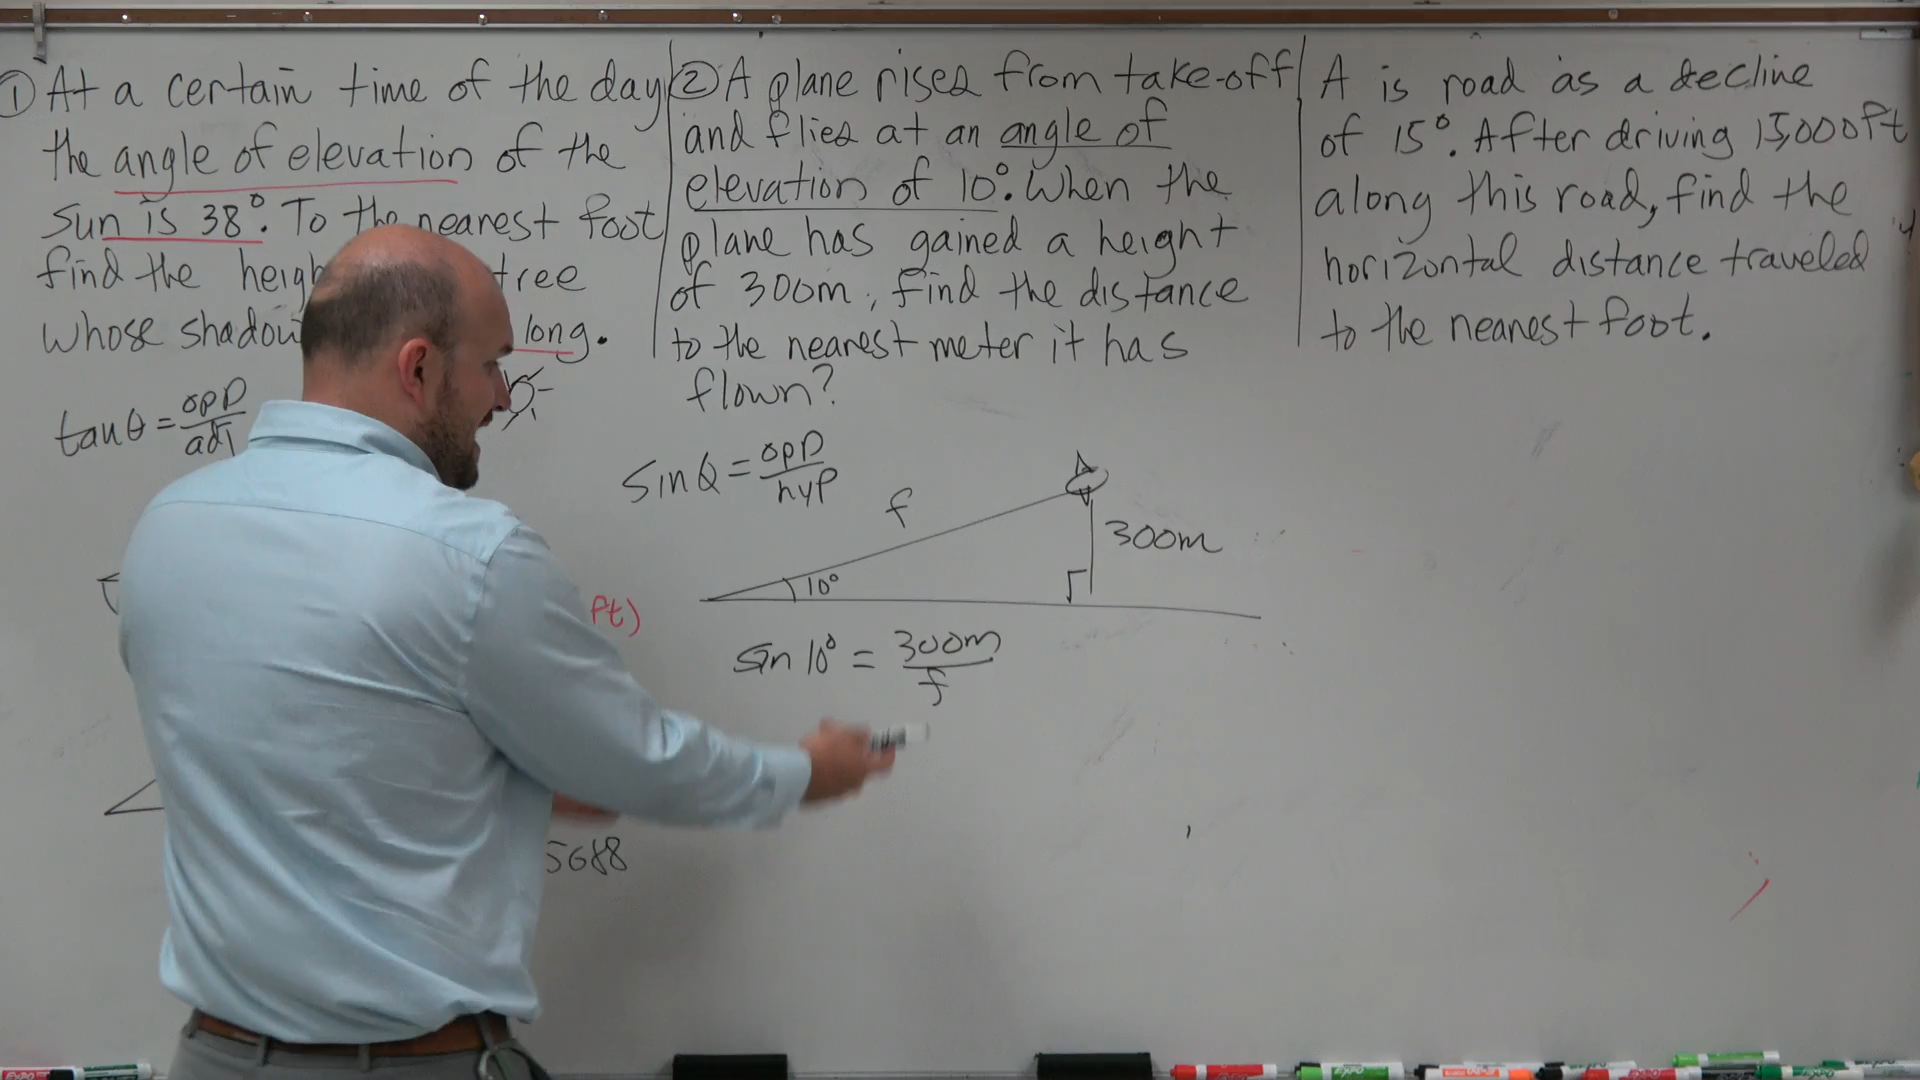 ① At a certain time of the day
the angle of elevation of the
sun is 38°. To the nearest foot
find the tree
whose long.
tanθ = opp
adj
Pt)
5688
② A plane rises from take-off
and flies at an angle of
elevation of 10°. When the
plane has gained a height
of 300m, find the distance
to the nearest meter it has
flown?
sinθ = opp
hyp
f
300m
10°
sin 10° = 300m
f
A is road as a decline
of 15°. After driving 15,000ft
along this road, find the
horizontal distance traveled
to the nearest foot.
EXPO